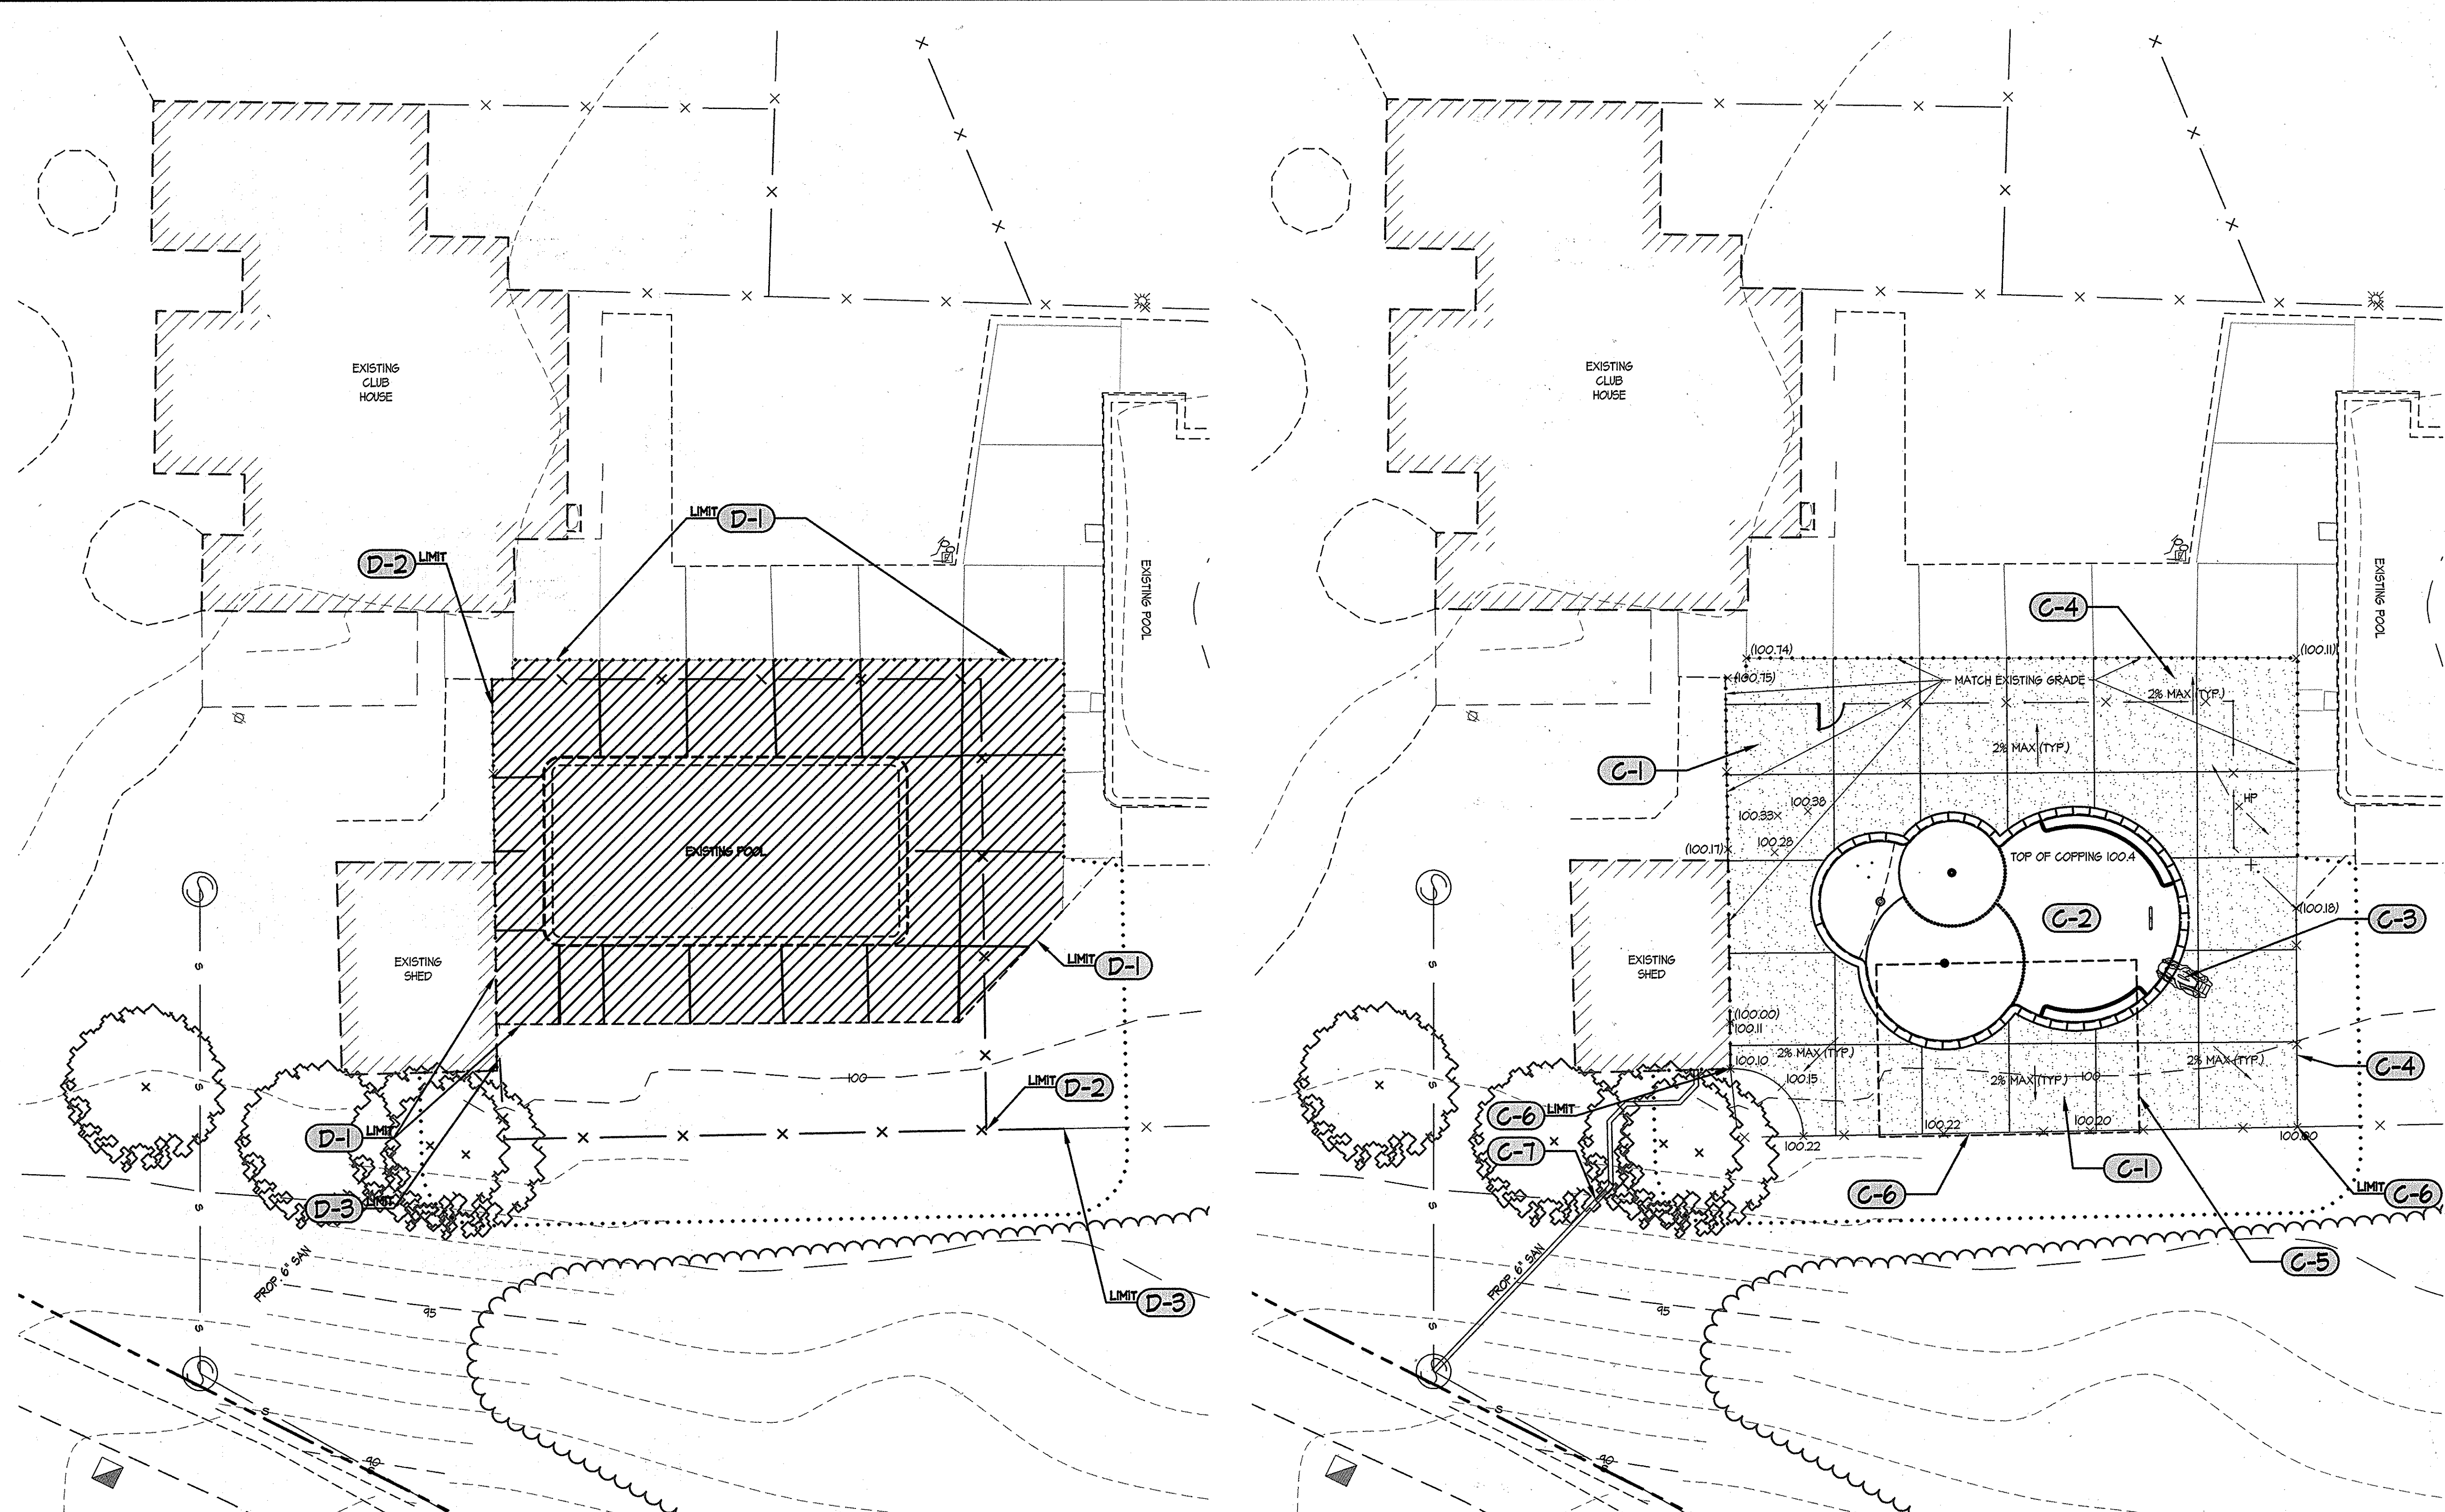 EXISTING
CLUB
HOUSE
LIMIT D-1
D-2 LIMIT
EXISTING POOL
EXISTING POOL
EXISTING
SHED
LIMIT D-1
S
S
S
S
100
LIMIT D-2
D-1 LIMIT
D-3 LIMIT
PROP. 6" SAN
95
LIMIT D-3
S
90
S
EXISTING
CLUB
HOUSE
EXISTING POOL
C-4
(100.74)
(100.11)
(100.75)
MATCH EXISTING GRADE
2% MAX (TYP.)
2% MAX (TYP.)
C-1
HP
100.38
100.33
(100.17)
100.28
TOP OF COPPING 100.4
C-2
(100.18)
C-3
EXISTING
SHED
S
S
S
S
(100.00)
100.11
100.10
2% MAX (TYP.)
100.15
2% MAX (TYP.)
100
2% MAX (TYP.)
C-4
C-6 LIMIT
C-7
100.22
100.22
100.20
100.00
C-6
C-1
LIMIT C-6
C-5
PROP. 6" SAN
95
S
90
S